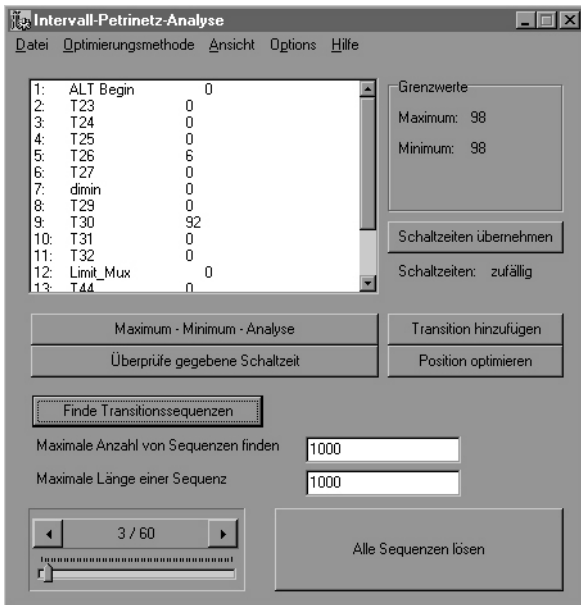 Intervall-Petrinetz-Analyse
Datei Optimierungsmethode Ansicht Options Hilfe
1: ALT Begin 0
2: T23 0
3: T24 0
4: T25 0
5: T26 6
6: T27 0
7: dimin 0
8: T29 0
9: T30 92
10: T31 0
11: T32 0
12: Limit_Mux 0
13: T44 0
Grenzwerte
Maximum: 98
Minimum: 98
Schaltzeiten übernehmen
Schaltzeiten: zufällig
Maximum - Minimum - Analyse
Transition hinzufügen
Überprüfe gegebene Schaltzeit
Position optimieren
Finde Transitionssequenzen
Maximale Anzahl von Sequenzen finden 1000
Maximale Länge einer Sequenz 1000
3 / 60
Alle Sequenzen lösen